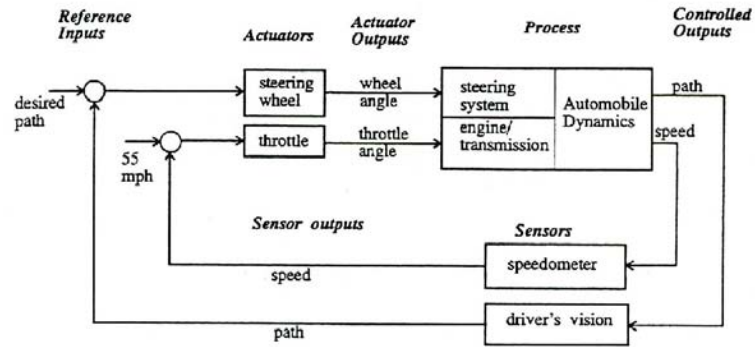 Reference
Inputs
Actuators
Actuator
Outputs
Process
Controlled
Outputs
desired
path
steering
wheel
wheel
angle
steering
system
engine/
transmission
Automobile
Dynamics
path
speed
55
mph
throttle
throttle
angle
Sensor outputs
Sensors
speed
speedometer
path
driver's vision